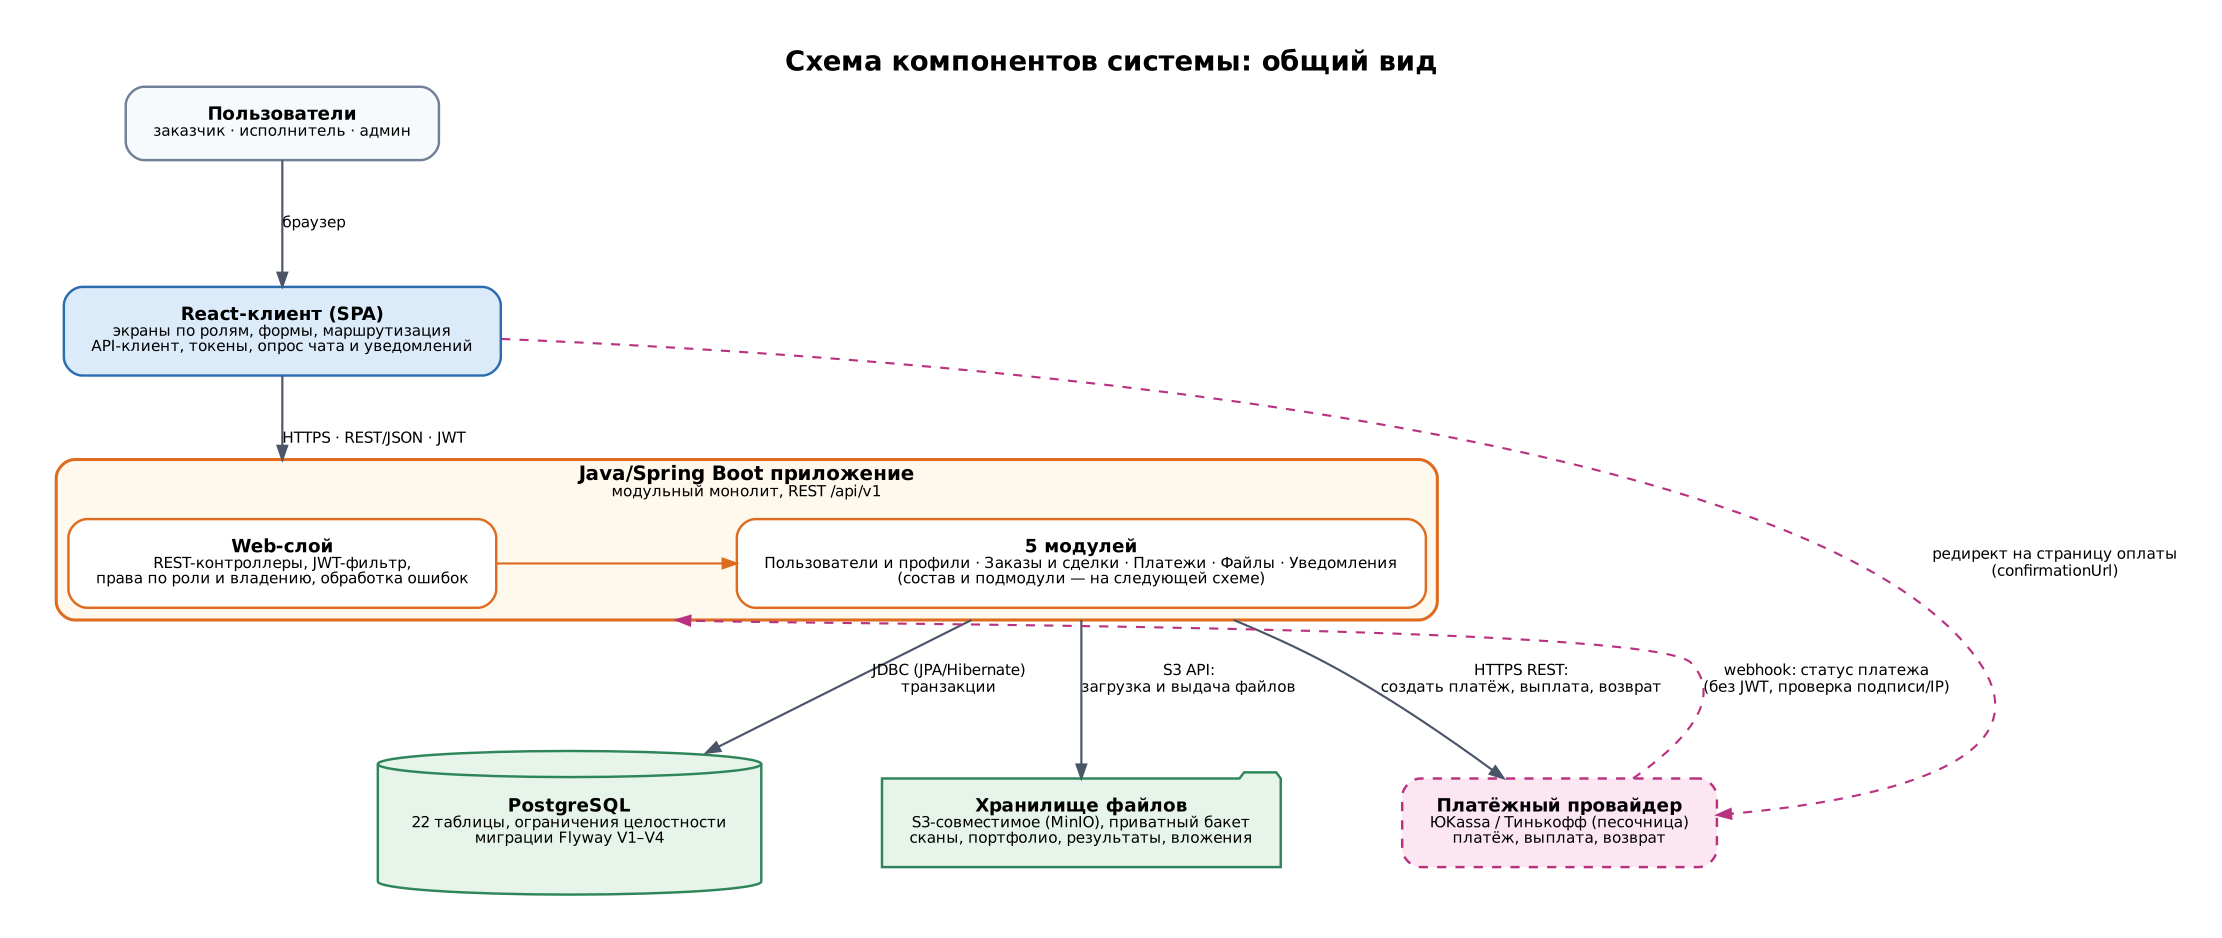 Схема компонентов системы: общий вид
Пользователи
заказчик · исполнитель · админ
браузер
React-клиент (SPA)
экраны по ролям, формы, маршрутизация
API-клиент, токены, опрос чата и уведомлений
HTTPS · REST/JSON · JWT
Java/Spring Boot приложение
модульный монолит, REST /api/v1
Web-слой
REST-контроллеры, JWT-фильтр,
права по роли и владению, обработка ошибок
5 модулей
Пользователи и профили · Заказы и сделки · Платежи · Файлы · Уведомления
(состав и подмодули — на следующей схеме)
редирект на страницу оплаты
(confirmationUrl)
JDBC (JPA/Hibernate)
транзакции
S3 API:
загрузка и выдача файлов
HTTPS REST:
создать платёж, выплата, возврат
webhook: статус платежа
(без JWT, проверка подписи/IP)
PostgreSQL
22 таблицы, ограничения целостности
миграции Flyway V1–V4
Хранилище файлов
S3-совместимое (MinIO), приватный бакет
сканы, портфолио, результаты, вложения
Платёжный провайдер
ЮKassa / Тинькофф (песочница)
платёж, выплата, возврат